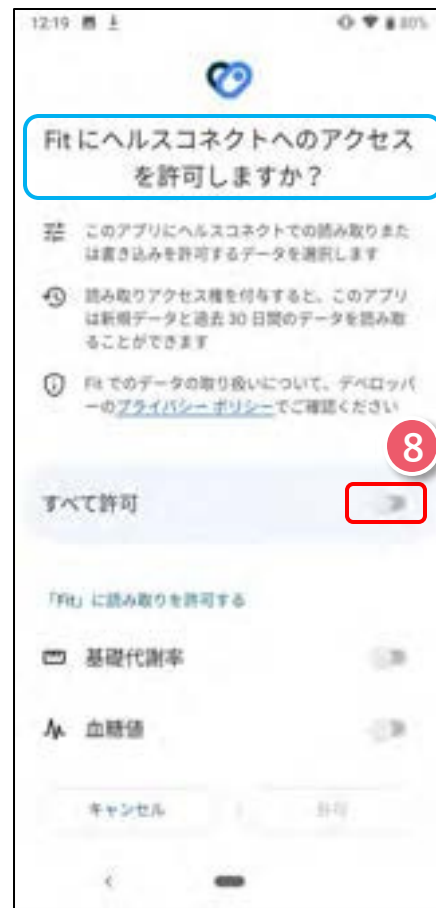 12:19
80%
Fit にヘルスコネクトへのアクセス
を許可しますか？
このアプリにヘルスコネクトでの読み取りまた
は書き込みを許可するデータを選択します
読み取りアクセス権を付与すると、このアプリ
は新規データと過去 30 日間のデータを読み取
ることができます
Fit でのデータの取り扱いについて、デベロッパ
ーのプライバシー ポリシーでご確認ください
8
すべて許可
「Fit」に読み取りを許可する
基礎代謝率
血糖値
キャンセル
許可